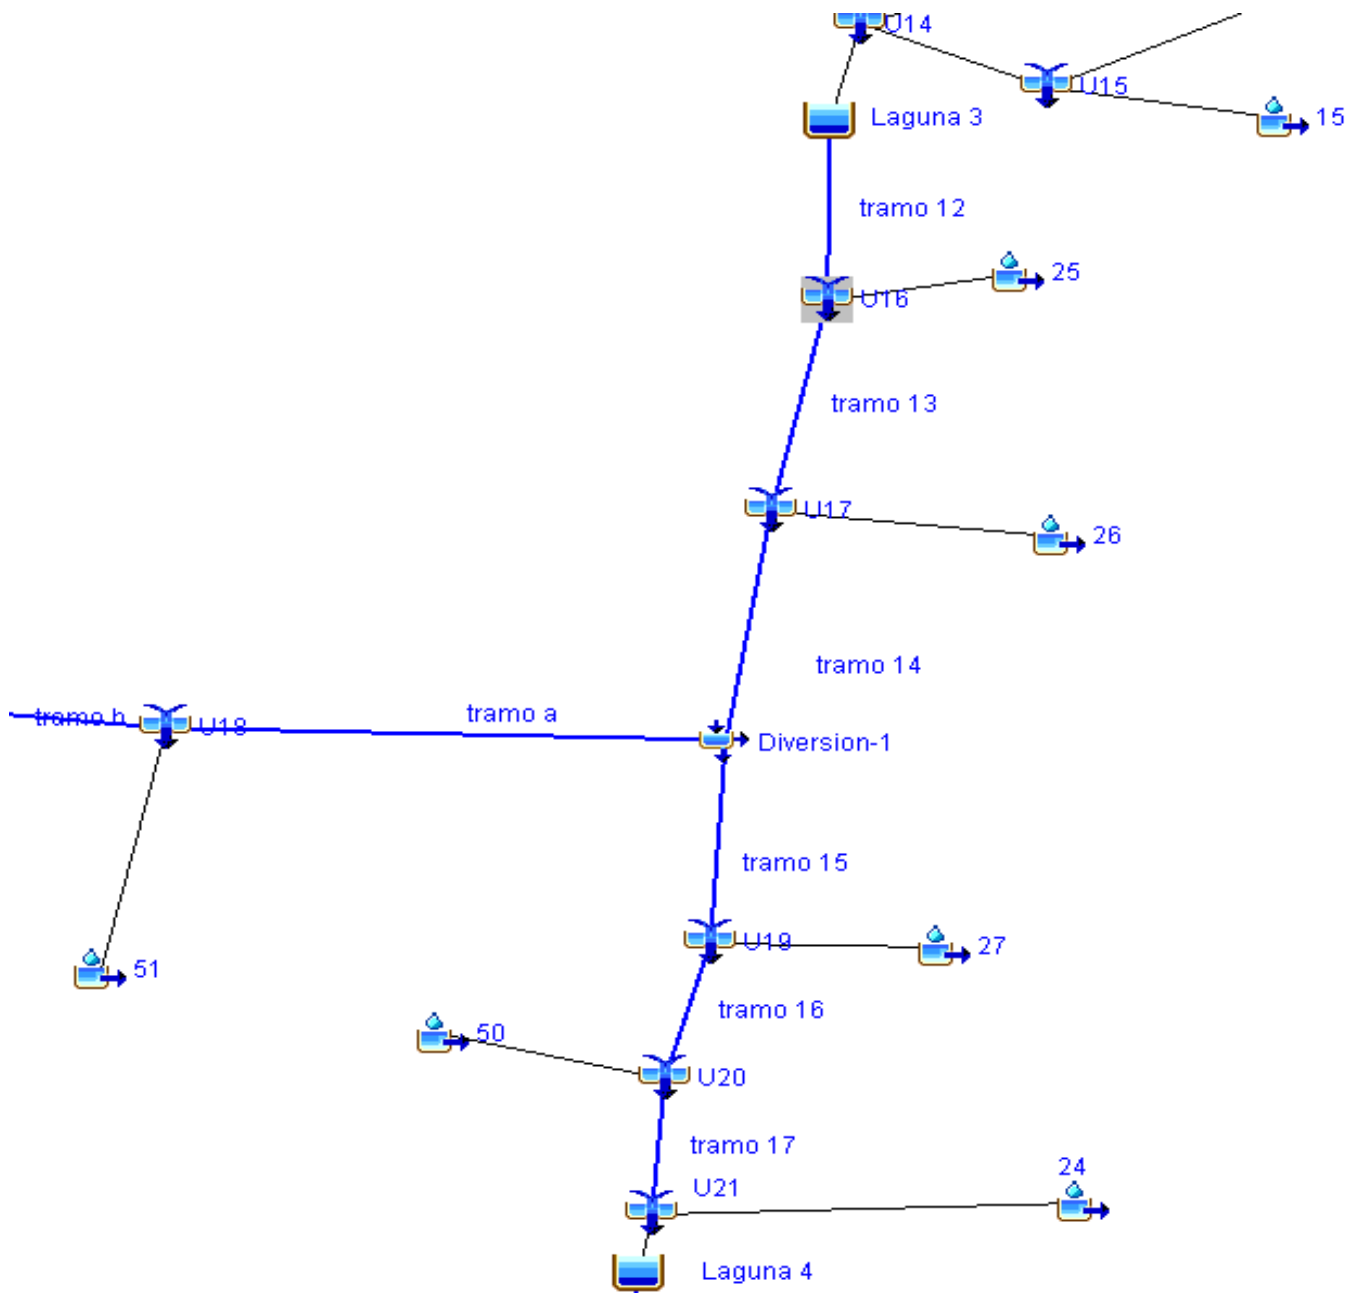 U14
U15
15
Laguna 3
tramo 12
25
U16
tramo 13
U17
26
tramo 14
tramo a
tramo h
U18
Diversion-1
tramo 15
U19
27
51
tramo 16
50
U20
tramo 17
24
U21
Laguna 4